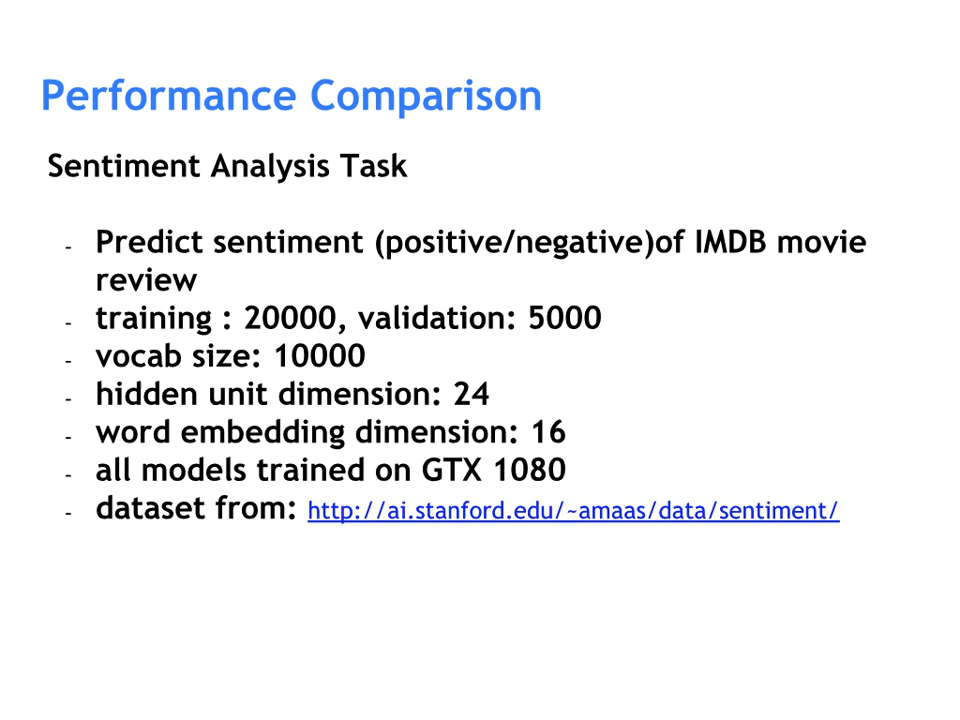 Performance Comparison
Sentiment Analysis Task
- Predict sentiment (positive/negative)of IMDB movie
review
- training : 20000, validation: 5000
- vocab size: 10000
- hidden unit dimension: 24
- word embedding dimension: 16
- all models trained on GTX 1080
- dataset from: http://ai.stanford.edu/~amaas/data/sentiment/